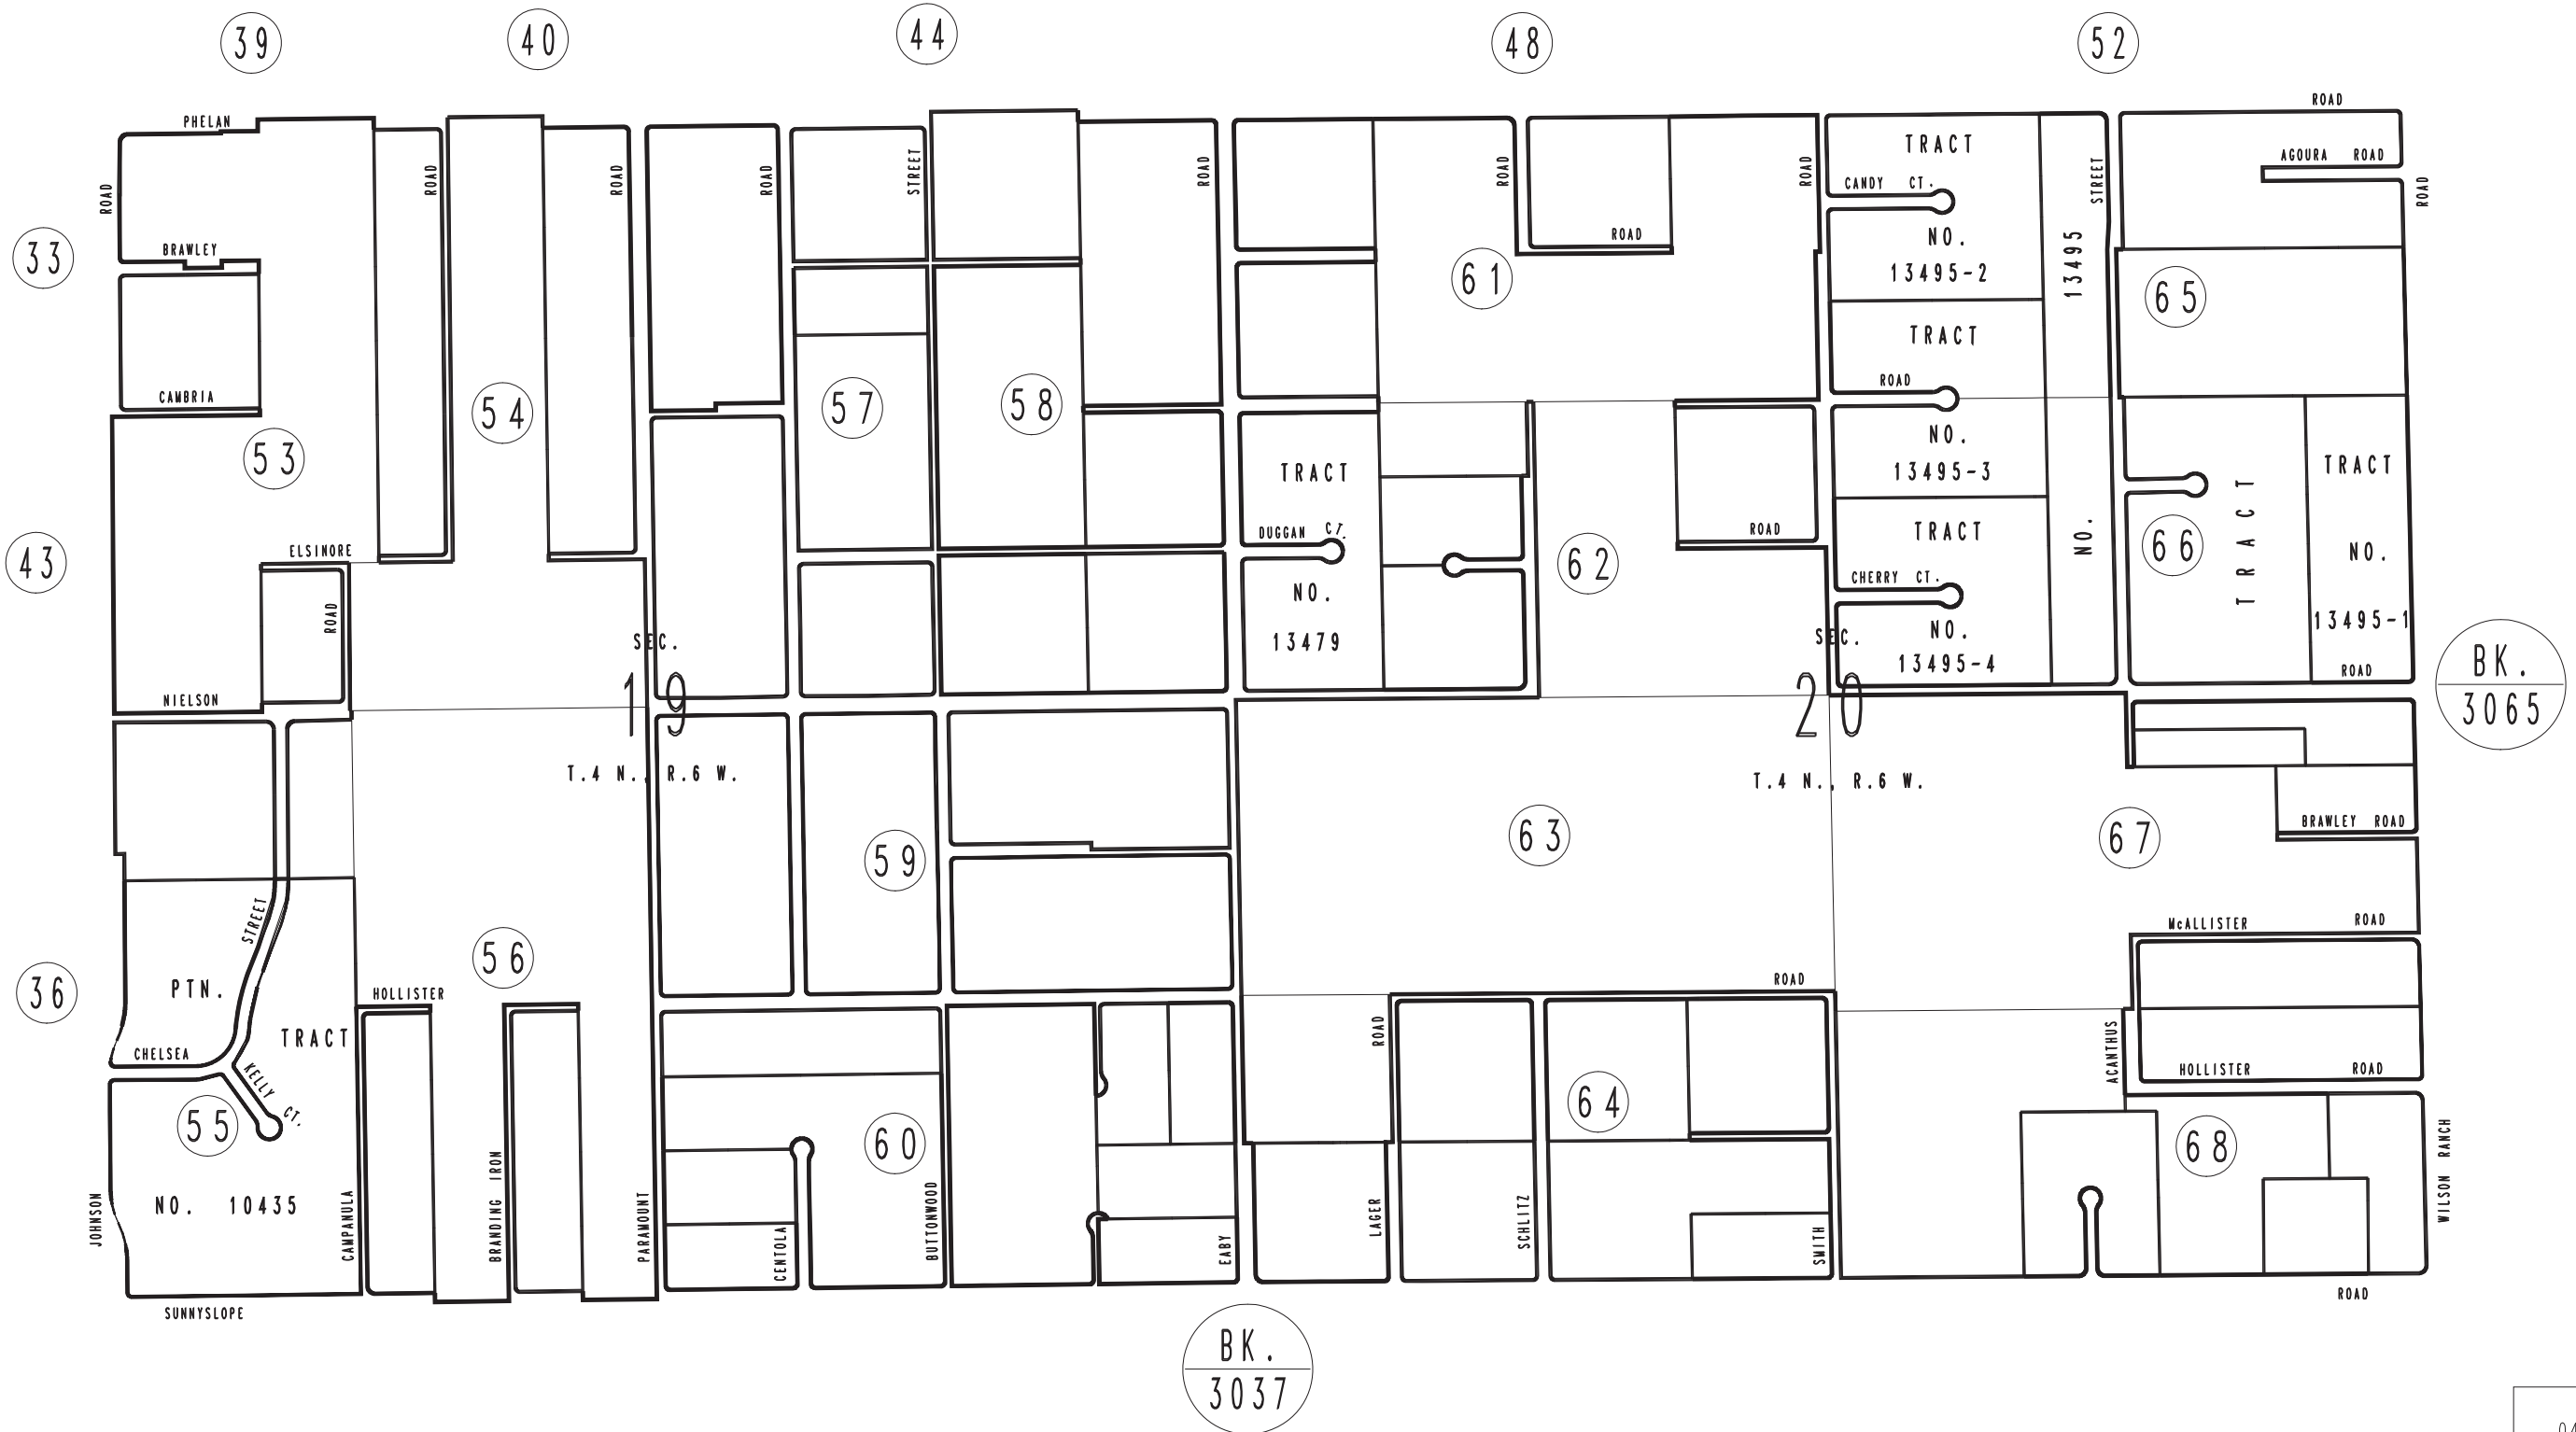 39
40
44
48
52
PHELAN
ROAD
ROAD
ROAD
ROAD
ROAD
STREET
ROAD
ROAD
ROAD
STREET
ROAD
TRACT
CANDY CT.
NO.
13495-2
AGOURA ROAD
33
BRAWLEY
ROAD
61
13495
65
TRACT
ROAD
CAMBRIA
54
57
58
53
NO.
13495-3
TRACT
TRACT
43
ELSINORE
ROAD
DUGGAN CT.
NO.
13479
62
ROAD
TRACT
CHERRY CT.
NO.
13495-4
NO.
66
TRACT
NO.
13495-1
ROAD
NIELSON
SEC.
19
T.4 N., R.6 W.
SEC.
20
T.4 N., R.6 W.
BK.
3065
59
63
67
BRAWLEY ROAD
STREET
56
McALLISTER ROAD
36
PTN.
HOLLISTER
ROAD
TRACT
CHELSEA
KELLY CT.
55
NO. 10435
60
ROAD
64
ACANTHUS
HOLLISTER ROAD
68
JOHNSON
CAMPANULA
BRANDING IRON
PARAMOUNT
CENTOLA
BUTTONWOOD
EABY
LAGER
SCHLITZ
SMITH
WILSON RANCH
SUNNYSLOPE
ROAD
BK.
3037